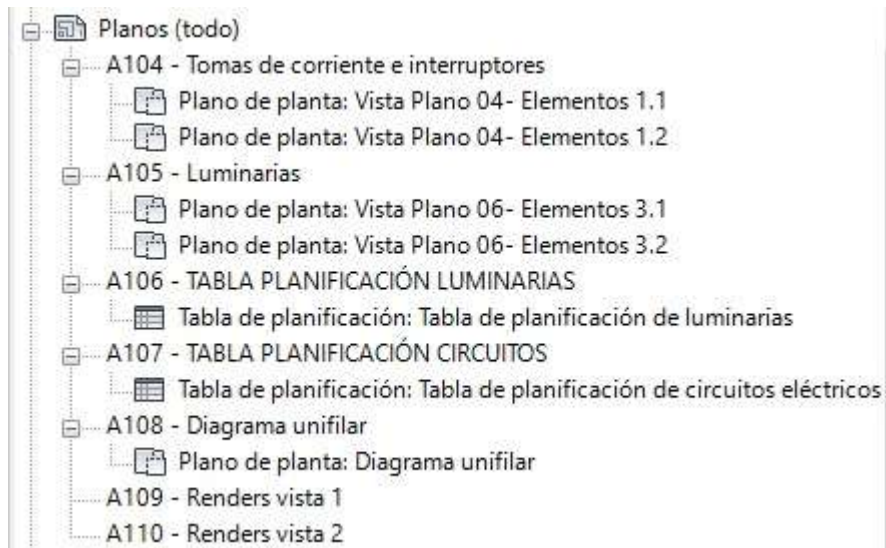 Planos (todo)
A104 - Tomas de corriente e interruptores
Plano de planta: Vista Plano 04- Elementos 1.1
Plano de planta: Vista Plano 04- Elementos 1.2
A105 - Luminarias
Plano de planta: Vista Plano 06- Elementos 3.1
Plano de planta: Vista Plano 06- Elementos 3.2
A106 - TABLA PLANIFICACIÓN LUMINARIAS
Tabla de planificación: Tabla de planificación de luminarias
A107 - TABLA PLANIFICACIÓN CIRCUITOS
Tabla de planificación: Tabla de planificación de circuitos eléctricos
A108 - Diagrama unifilar
Plano de planta: Diagrama unifilar
A109 - Renders vista 1
A110 - Renders vista 2